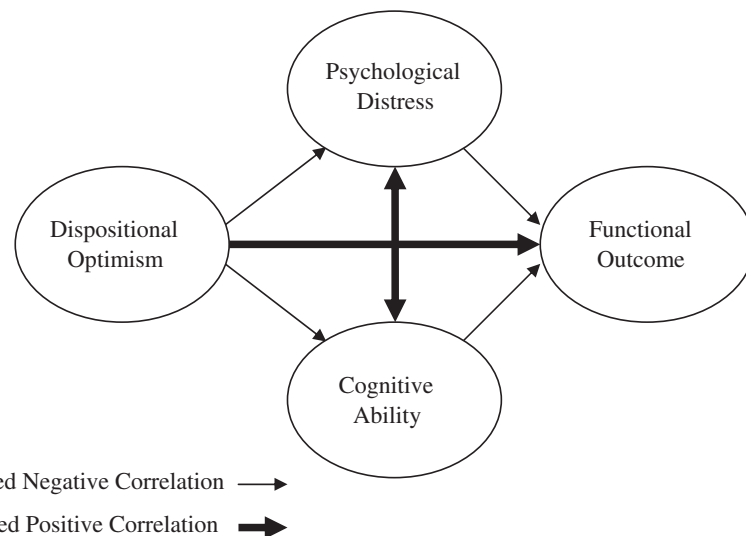 Psychological
Distress
Dispositional
Optimism
Functional
Outcome
Cognitive
Ability
ed Negative Correlation
ed Positive Correlation